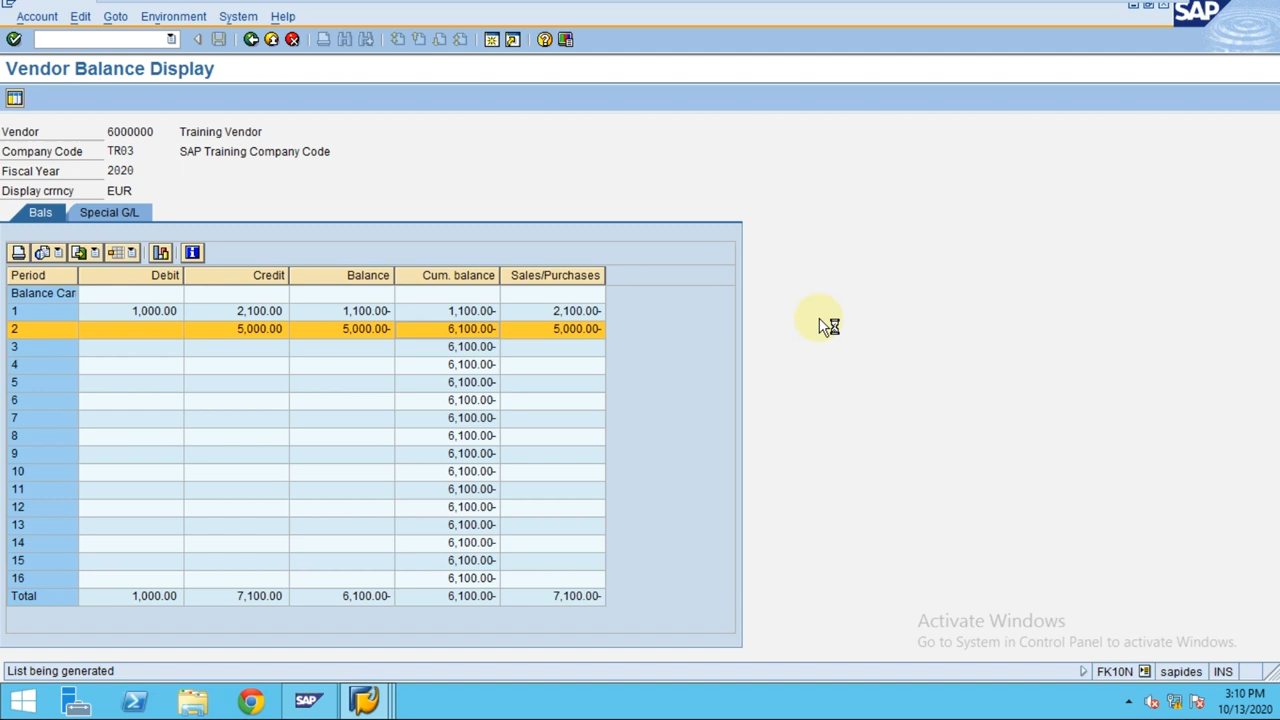 Account Edit Goto Environment System Help
SAP
Vendor Balance Display
Vendor 6000000 Training Vendor
Company Code TR03 SAP Training Company Code
Fiscal Year 2020
Display crrncy EUR
Bals Special G/L
Period Debit Credit Balance Cum. balance Sales/Purchases
Balance Car
1 1,000.00 2,100.00 1,100.00- 1,100.00- 2,100.00-
2 5,000.00 5,000.00- 6,100.00- 5,000.00-
3 6,100.00-
4 6,100.00-
5 6,100.00-
6 6,100.00-
7 6,100.00-
8 6,100.00-
9 6,100.00-
10 6,100.00-
11 6,100.00-
12 6,100.00-
13 6,100.00-
14 6,100.00-
15 6,100.00-
16 6,100.00-
Total 1,000.00 7,100.00 6,100.00- 6,100.00- 7,100.00-
Activate Windows
Go to System in Control Panel to activate Windows.
List being generated FK10N sapides INS
SAP 3:10 PM
10/13/2020